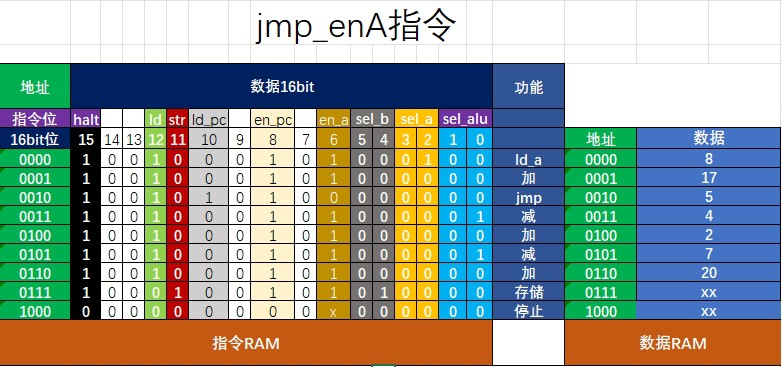 jmp_enA指令
地址 数据16bit 功能
指令位 halt ld str ld_pc en_pc en_a sel_b sel_a sel_alu
16bit位 15 14 13 12 11 10 9 8 7 6 5 4 3 2 1 0 地址 数据
0000 1 0 0 1 0 0 0 1 0 1 0 0 0 1 0 0 ld_a 0000 8
0001 1 0 0 1 0 0 0 1 0 1 0 0 0 0 0 0 加 0001 17
0010 1 0 0 1 0 1 0 1 0 0 0 0 0 0 0 0 jmp 0010 5
0011 1 0 0 1 0 0 0 1 0 1 0 0 0 0 0 1 减 0011 4
0100 1 0 0 1 0 0 0 1 0 1 0 0 0 0 0 0 加 0100 2
0101 1 0 0 1 0 0 0 1 0 1 0 0 0 0 0 1 减 0101 7
0110 1 0 0 1 0 0 0 1 0 1 0 0 0 0 0 0 加 0110 20
0111 1 0 0 0 1 0 0 1 0 1 0 1 0 0 0 0 存储 0111 xx
1000 0 0 0 0 0 0 0 0 0 x 0 0 0 0 0 0 停止 1000 xx
指令RAM 数据RAM